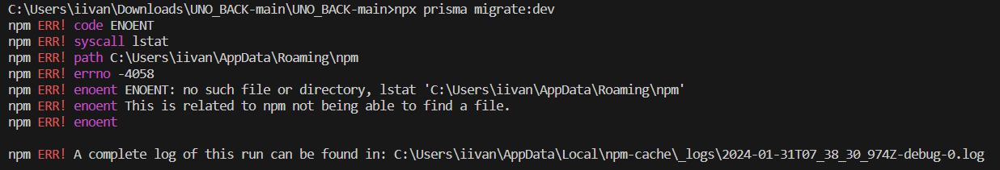 C:\Users\iivan\Downloads\UNO_BACK-main\UNO_BACK-main>npx prisma migrate:dev
npm ERR! code ENOENT
npm ERR! syscall lstat
npm ERR! path C:\Users\iivan\AppData\Roaming\npm
npm ERR! errno -4058
npm ERR! enoent ENOENT: no such file or directory, lstat 'C:\Users\iivan\AppData\Roaming\npm'
npm ERR! enoent This is related to npm not being able to find a file.
npm ERR! enoent
npm ERR! A complete log of this run can be found in: C:\Users\iivan\AppData\Local\npm-cache\_logs\2024-01-31T07_38_30_974Z-debug-0.log